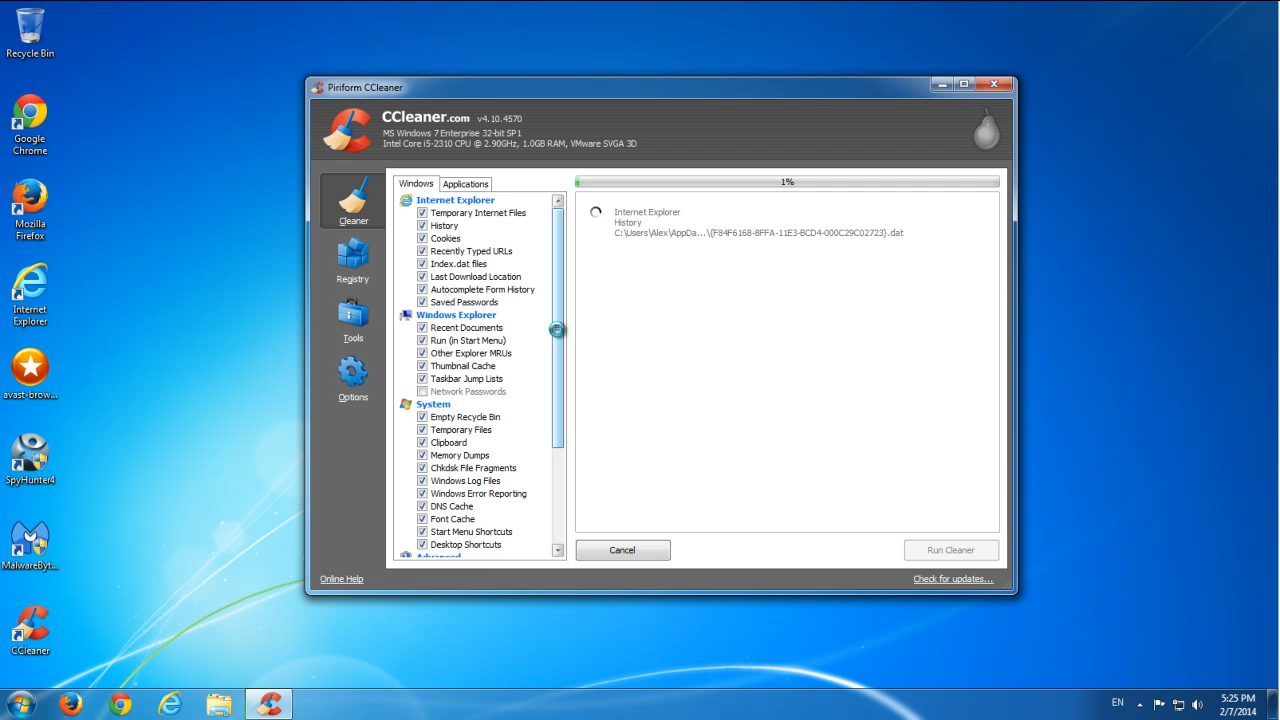 Recycle Bin
Google
Chrome
Mozilla
Firefox
Internet
Explorer
avast-brow...
SpyHunter4
MalwareByt...
CCleaner
Piriform CCleaner
CCleaner.com v4.10.4570
MS Windows 7 Enterprise 32-bit SP1
Intel Core i5-2310 CPU @ 2.90GHz, 1.0GB RAM, VMware SVGA 3D
Cleaner
Registry
Tools
Options
Windows
Applications
Internet Explorer
Temporary Internet Files
History
Cookies
Recently Typed URLs
Index.dat files
Last Download Location
Autocomplete Form History
Saved Passwords
Windows Explorer
Recent Documents
Run (in Start Menu)
Other Explorer MRUs
Thumbnail Cache
Taskbar Jump Lists
Network Passwords
System
Empty Recycle Bin
Temporary Files
Clipboard
Memory Dumps
Chkdsk File Fragments
Windows Log Files
Windows Error Reporting
DNS Cache
Font Cache
Start Menu Shortcuts
Desktop Shortcuts
Advanced
1%
Internet Explorer
History
C:\Users\Alex\AppDa...\{F84F6168-8FFA-11E3-BCD4-000C29C02723}.dat
Cancel
Run Cleaner
Online Help
Check for updates...
EN
5:25 PM
2/7/2014